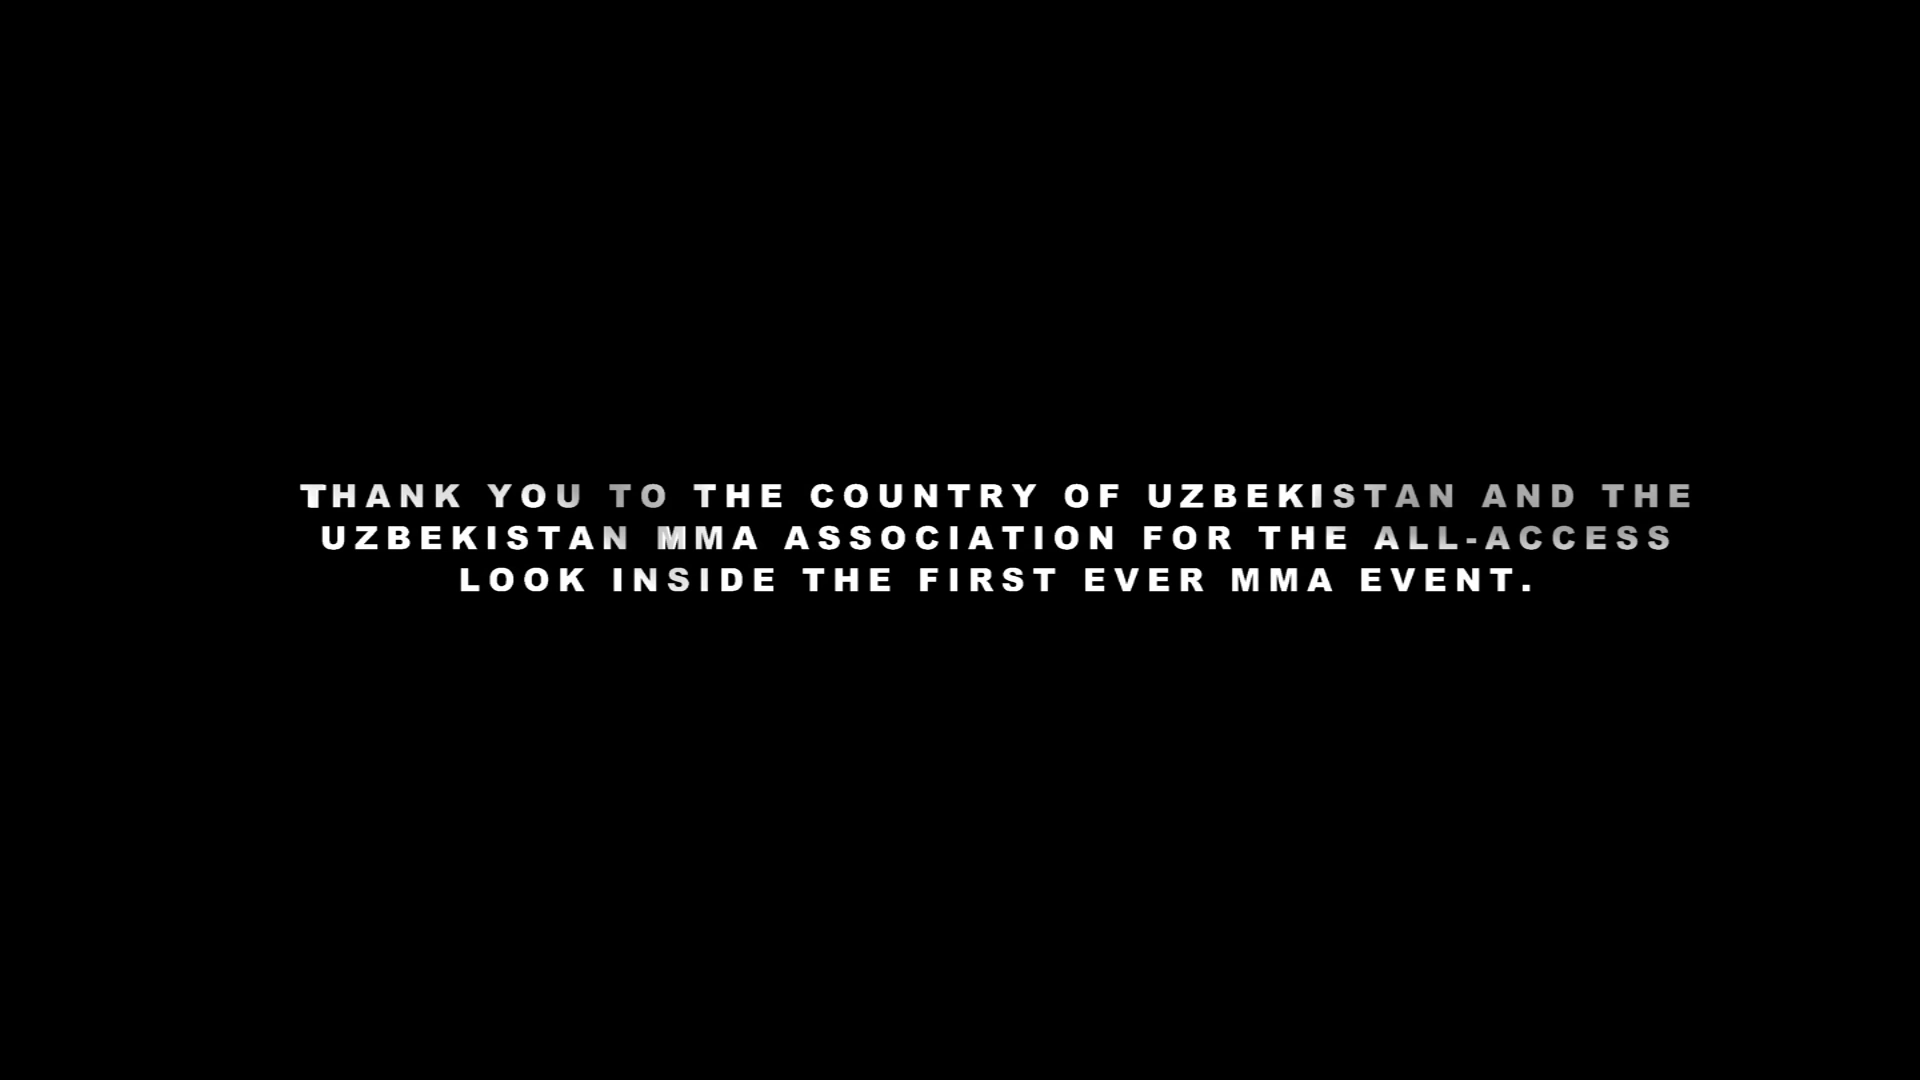 THANK YOU TO THE COUNTRY OF UZBEKISTAN AND THE
UZBEKISTAN MMA ASSOCIATION FOR THE ALL-ACCESS
LOOK INSIDE THE FIRST EVER MMA EVENT.